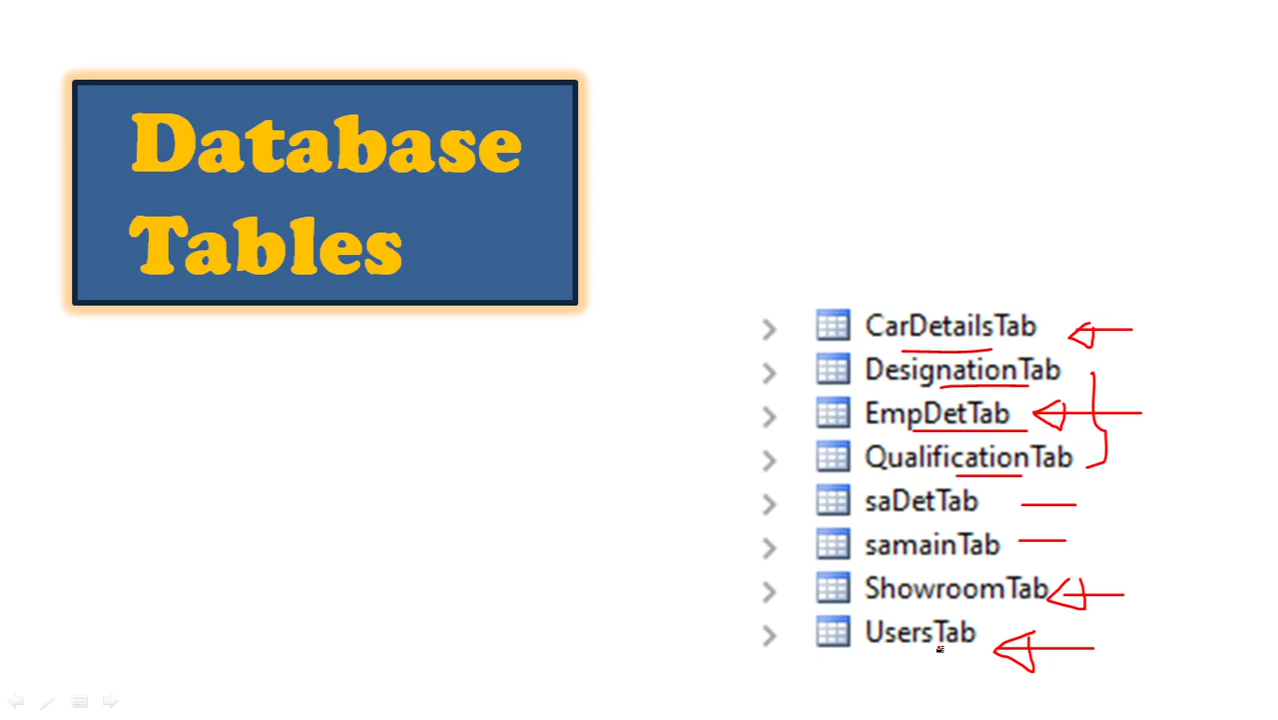 Database
Tables
CarDetailsTab
DesignationTab
EmpDetTab
QualificationTab
saDetTab
samainTab
ShowroomTab
UsersTab